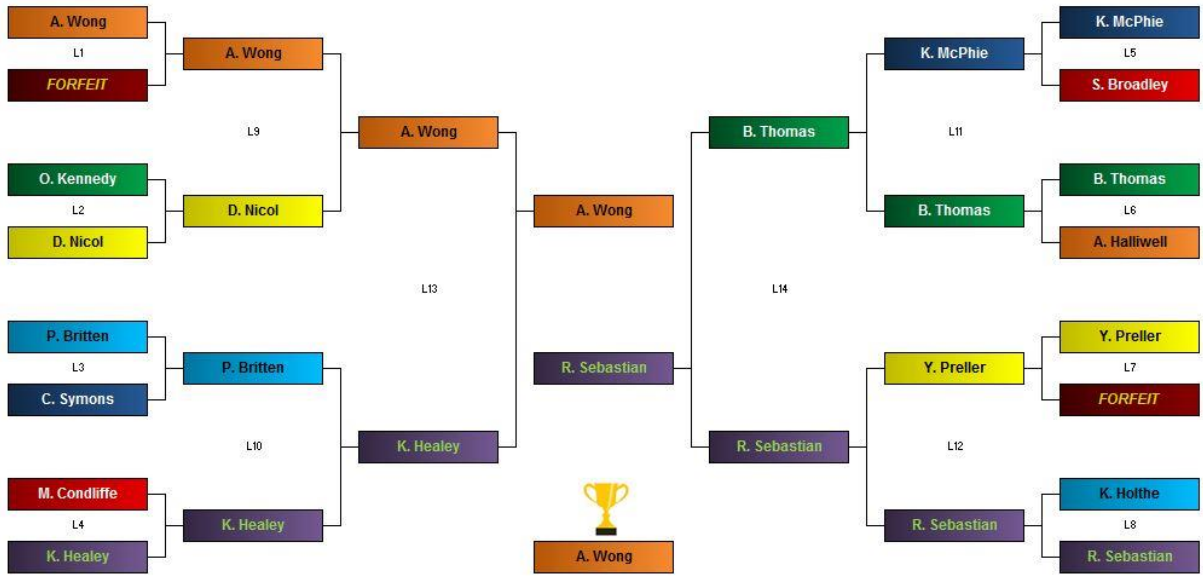 A. Wong
L1
FORFEIT
A. Wong
L9
O. Kennedy
L2
D. Nicol
D. Nicol
A. Wong
L13
P. Britten
L3
C. Symons
P. Britten
L10
M. Condliffe
L4
K. Healey
K. Healey
K. Healey
A. Wong
R. Sebastian
A. Wong
B. Thomas
L14
R. Sebastian
K. McPhie
L11
B. Thomas
Y. Preller
L12
R. Sebastian
K. McPhie
L5
S. Broadley
B. Thomas
L6
A. Halliwell
Y. Preller
L7
FORFEIT
K. Holthe
L8
R. Sebastian